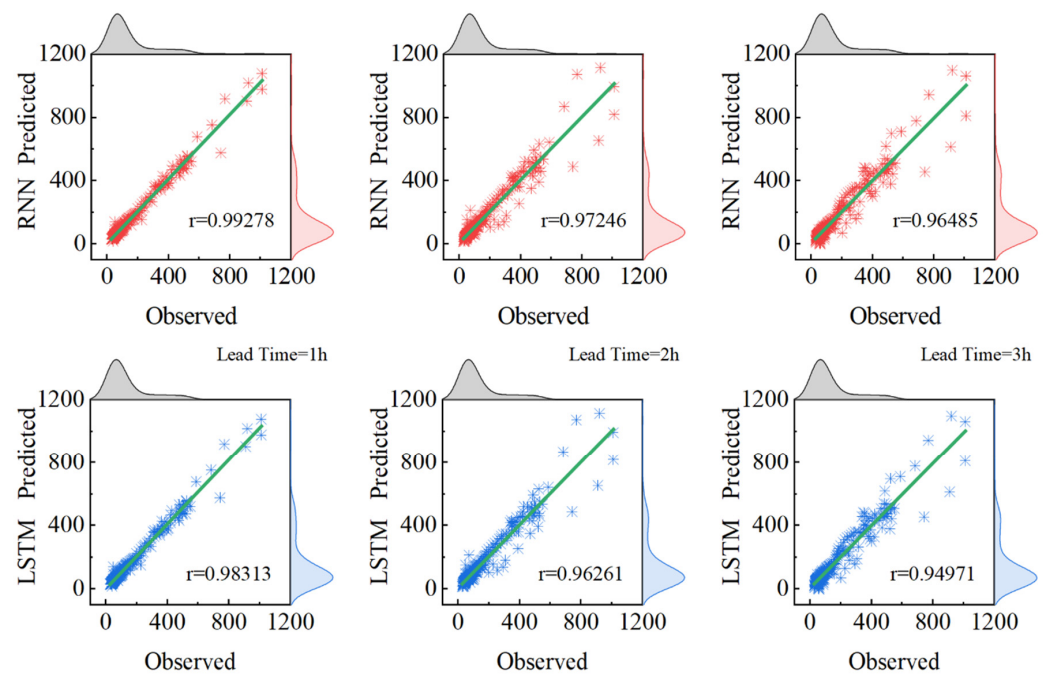 1200
800
400
0
RNN Predicted
r=0.99278
0 400 800 1200
Observed
1200
800
400
0
RNN Predicted
r=0.97246
0 400 800 1200
Observed
1200
800
400
0
RNN Predicted
r=0.96485
0 400 800 1200
Observed
Lead Time=1h
Lead Time=2h
Lead Time=3h
1200
800
400
0
LSTM Predicted
r=0.98313
0 400 800 1200
Observed
1200
800
400
0
LSTM Predicted
r=0.96261
0 400 800 1200
Observed
1200
800
400
0
LSTM Predicted
r=0.94971
0 400 800 1200
Observed